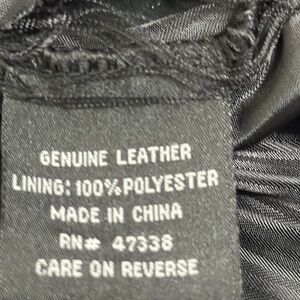 GENUINE LEATHER
LINING: 100% POLYESTER
MADE IN CHINA
RN# 47338
CARE ON REVERSE